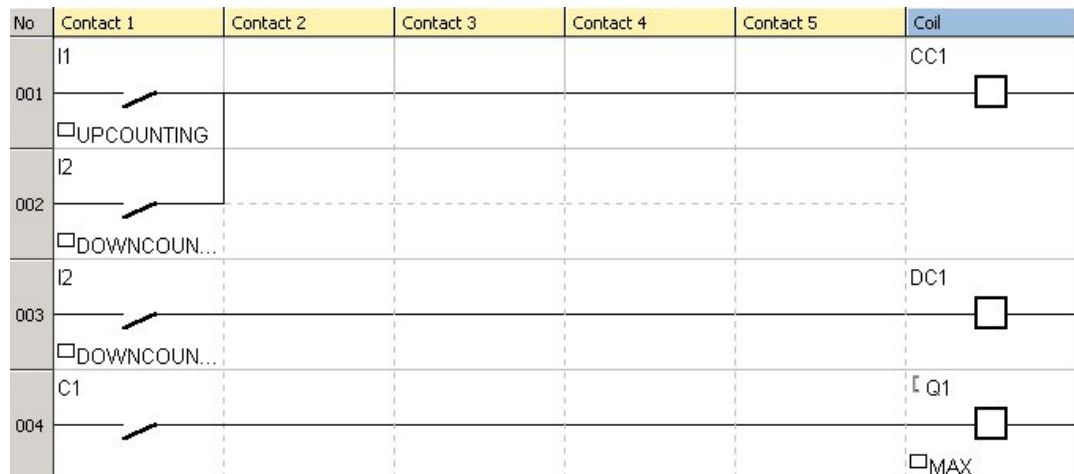 No Contact 1 Contact 2 Contact 3 Contact 4 Contact 5 Coil
I1 CC1
001
UPCOUNTING
I2
002
DOWNCOUN...
I2 DC1
003
DOWNCOUN...
C1 [ Q1
004
MAX